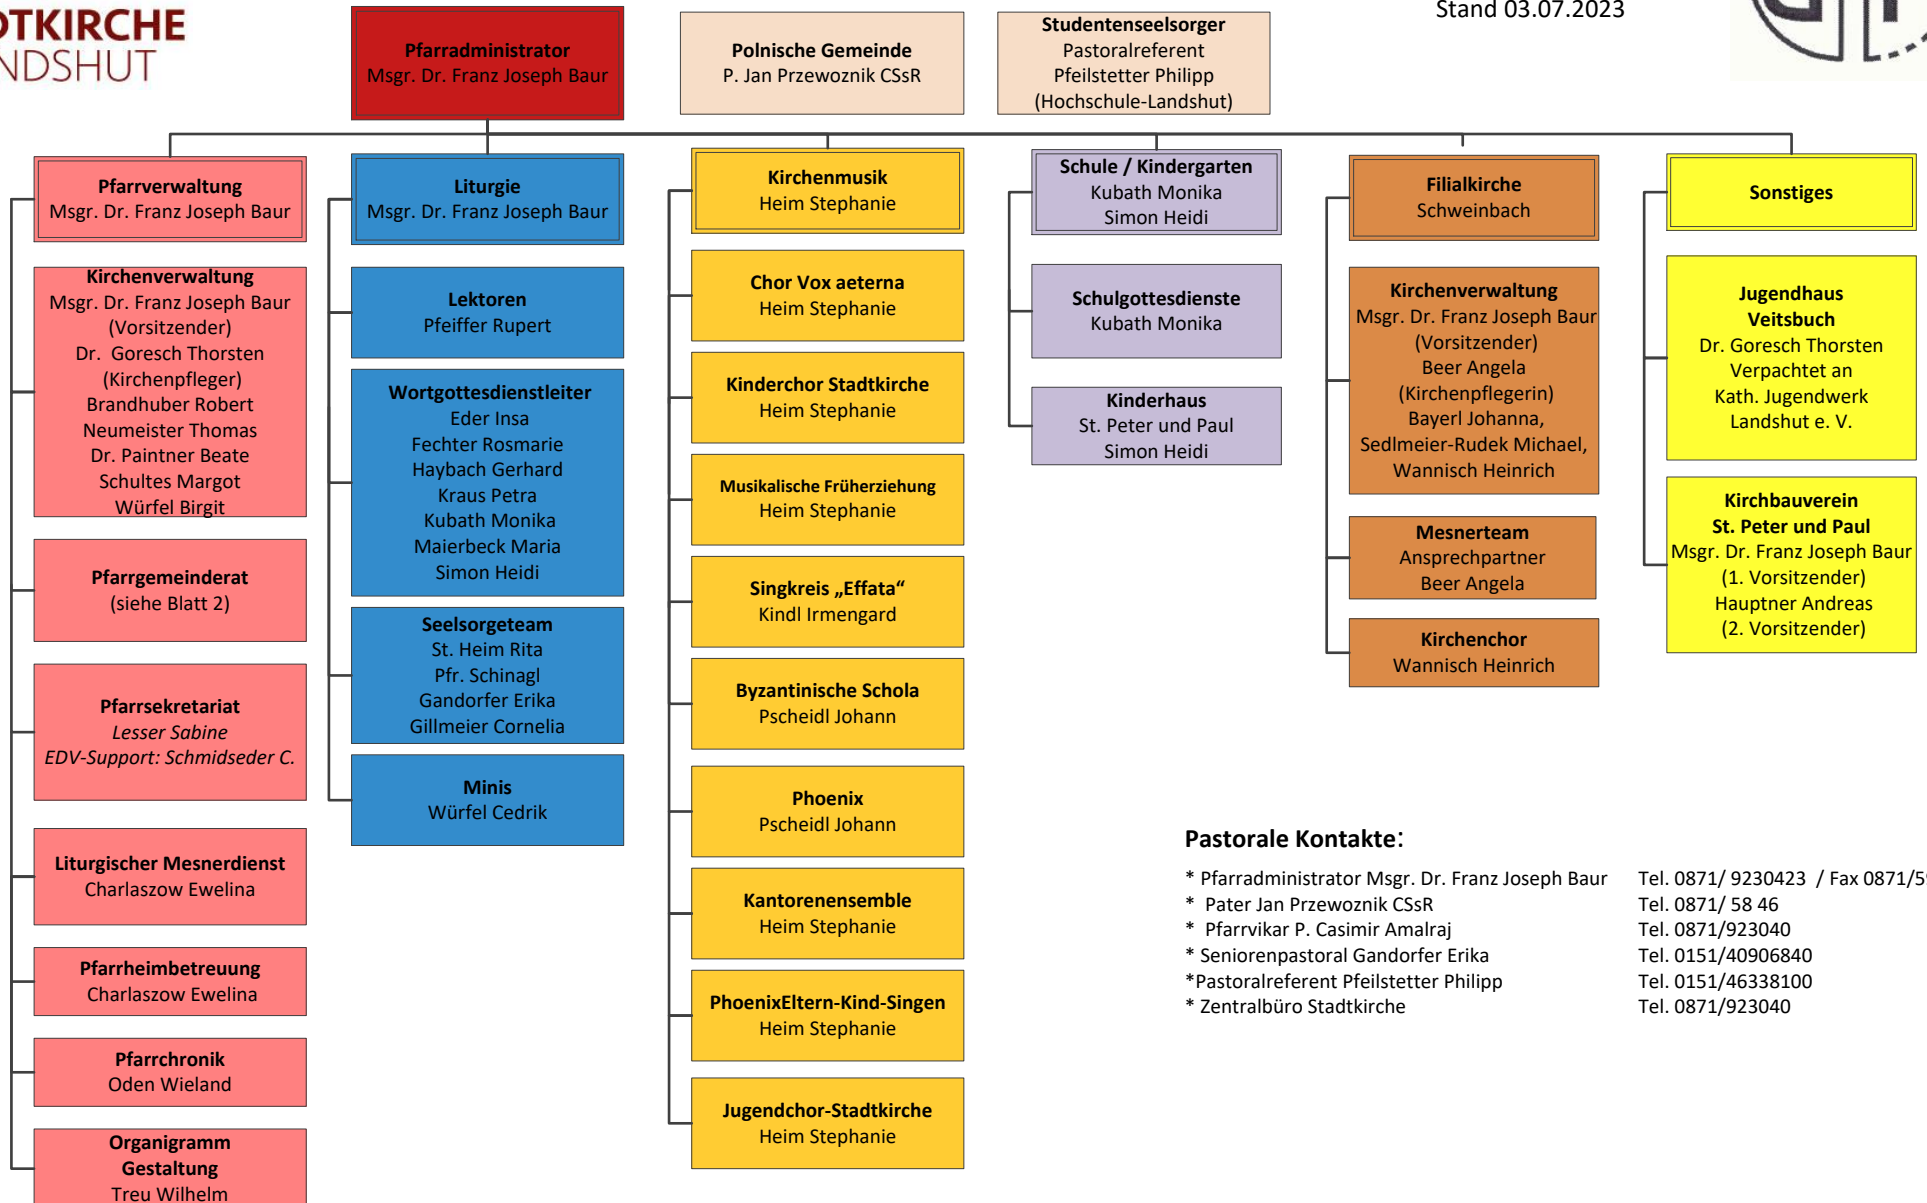 LANDSHUT
Stand 03.07.2023
Pfarradministrator
Msgr. Dr. Franz Joseph Baur
Polnische Gemeinde
P. Jan Przewoznik CSsR
Studentenseelsorger
Pastoralreferent
Pfeilstetter Philipp
(Hochschule-Landshut)
Pfarrverwaltung
Msgr. Dr. Franz Joseph Baur
Kirchenverwaltung
Msgr. Dr. Franz Joseph Baur
(Vorsitzender)
Dr. Goresch Thorsten
(Kirchenpfleger)
Brandhuber Robert
Neumeister Thomas
Dr. Paintner Beate
Schultes Margot
Würfel Birgit
Pfarrgemeinderat
(siehe Blatt 2)
Pfarrsekretariat
Lesser Sabine
EDV-Support: Schmidseder C.
Liturgischer Mesnerdienst
Charlaszow Ewelina
Pfarrheimbetreuung
Charlaszow Ewelina
Pfarrchronik
Oden Wieland
Organigramm
Gestaltung
Treu Wilhelm
Liturgie
Msgr. Dr. Franz Joseph Baur
Lektoren
Pfeiffer Rupert
Wortgottesdienstleiter
Eder Insa
Fechter Rosmarie
Haybach Gerhard
Kraus Petra
Kubath Monika
Maierbeck Maria
Simon Heidi
Seelsorgeteam
St. Heim Rita
Pfr. Schinagl
Gandorfer Erika
Gillmeier Cornelia
Minis
Würfel Cedrik
Kirchenmusik
Heim Stephanie
Chor Vox aeterna
Heim Stephanie
Kinderchor Stadtkirche
Heim Stephanie
Musikalische Früherziehung
Heim Stephanie
Singkreis „Effata“
Kindl Irmengard
Byzantinische Schola
Pscheidl Johann
Phoenix
Pscheidl Johann
Kantorenensemble
Heim Stephanie
PhoenixEltern-Kind-Singen
Heim Stephanie
Jugendchor-Stadtkirche
Heim Stephanie
Schule / Kindergarten
Kubath Monika
Simon Heidi
Schulgottesdienste
Kubath Monika
Kinderhaus
St. Peter und Paul
Simon Heidi
Filialkirche
Schweinbach
Kirchenverwaltung
Msgr. Dr. Franz Joseph Baur
(Vorsitzender)
Beer Angela
(Kirchenpflegerin)
Bayerl Johanna,
Sedlmeier-Rudek Michael,
Wannisch Heinrich
Mesnerteam
Ansprechpartner
Beer Angela
Kirchenchor
Wannisch Heinrich
Sonstiges
Jugendhaus
Veitsbuch
Dr. Goresch Thorsten
Verpachtet an
Kath. Jugendwerk
Landshut e. V.
Kirchbauverein
St. Peter und Paul
Msgr. Dr. Franz Joseph Baur
(1. Vorsitzender)
Hauptner Andreas
(2. Vorsitzender)
Pastorale Kontakte:
* Pfarradministrator Msgr. Dr. Franz Joseph Baur Tel. 0871/ 9230423 / Fax 0871/5
* Pater Jan Przewoznik CSsR Tel. 0871/ 58 46
* Pfarrvikar P. Casimir Amalraj Tel. 0871/923040
* Seniorenpastoral Gandorfer Erika Tel. 0151/40906840
*Pastoralreferent Pfeilstetter Philipp Tel. 0151/46338100
* Zentralbüro Stadtkirche Tel. 0871/923040